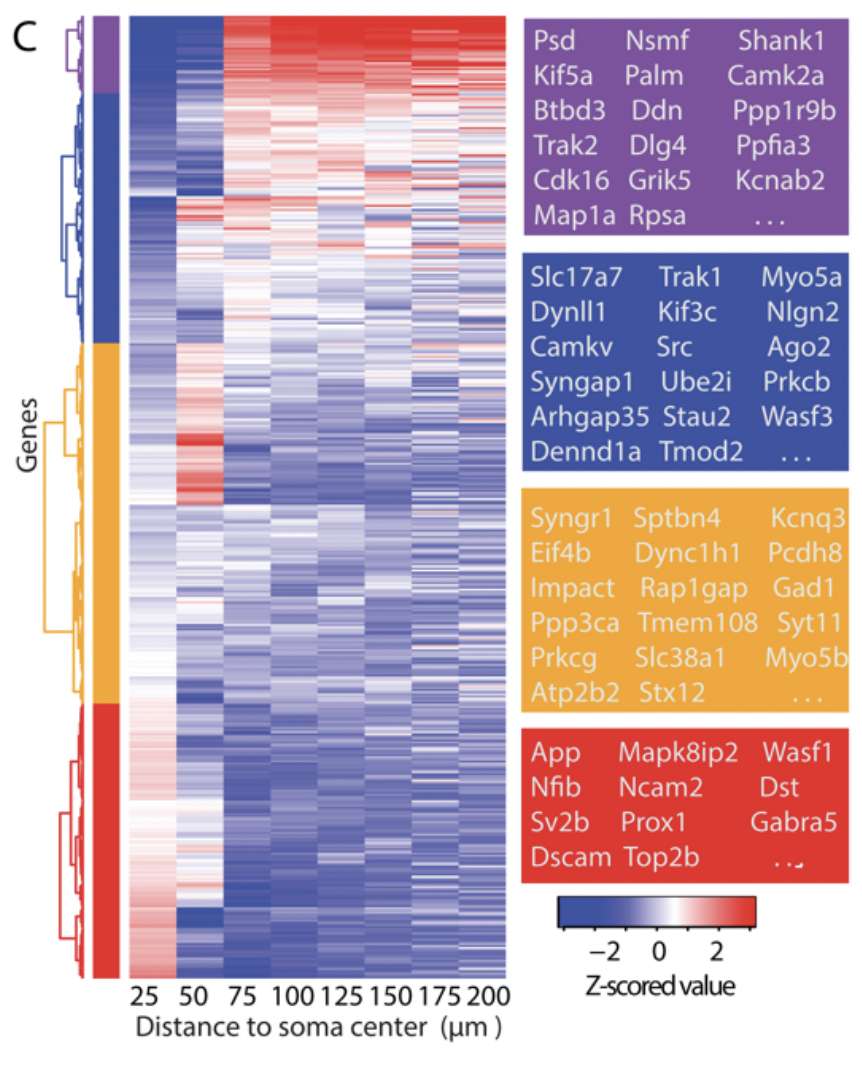 C
Psd Nsmf Shank1
Kif5a Palm Camk2a
Btbd3 Ddn Ppp1r9b
Trak2 Dlg4 Ppfia3
Cdk16 Grik5 Kcnab2
Map1a Rpsa ...
Slc17a7 Trak1 Myo5a
Dynll1 Kif3c Nlgn2
Camkv Src Ago2
Syngap1 Ube2i Prkcb
Arhgap35 Stau2 Wasf3
Dennd1a Tmod2 ...
Syngr1 Sptbn4 Kcnq3
Eif4b Dync1h1 Pcdh8
Impact Rap1gap Gad1
Ppp3ca Tmem108 Syt11
Prkcg Slc38a1 Myo5b
Atp2b2 Stx12 ...
App Mapk8ip2 Wasf1
Nfib Ncam2 Dst
Sv2b Prox1 Gabra5
Dscam Top2b ...
−2 0 2
Z-scored value
Genes
25 50 75 100 125 150 175 200
Distance to soma center (μm )